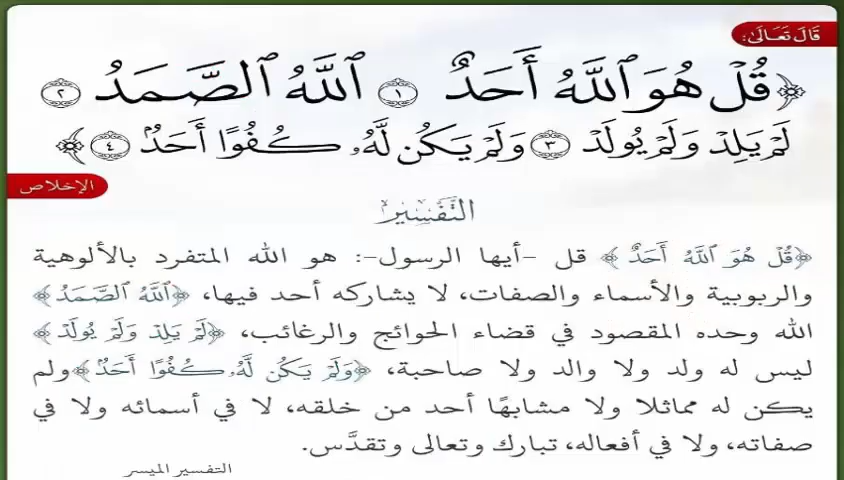 قَالَ تَعَالَىٰ:
﴿قُلۡ هُوَ ٱللَّهُ أَحَدٌ ١ ٱللَّهُ ٱلصَّمَدُ ٢
لَمۡ يَلِدۡ وَلَمۡ يُولَدۡ ٣ وَلَمۡ يَكُن لَّهُۥ كُفُوًا أَحَدُۢ ٤﴾
الإخلاص
التَّفْسِيرُ
﴿قُلۡ هُوَ ٱللَّهُ أَحَدٌ﴾ قل -أيها الرسول-: هو الله المتفرد بالألوهية
والربوبية والأسماء والصفات، لا يشاركه أحد فيها، ﴿ٱللَّهُ ٱلصَّمَدُ﴾
الله وحده المقصود في قضاء الحوائج والرغائب، ﴿لَمۡ يَلِدۡ وَلَمۡ يُولَدۡ﴾
ليس له ولد ولا والد ولا صاحبة، ﴿وَلَمۡ يَكُن لَّهُۥ كُفُوًا أَحَدُۢ﴾ولم
يكن له مماثلا ولا مشابهًا أحد من خلقه، لا في أسمائه ولا في
صفاته، ولا في أفعاله، تبارك وتعالى وتقدَّس.
التفسير الميسر